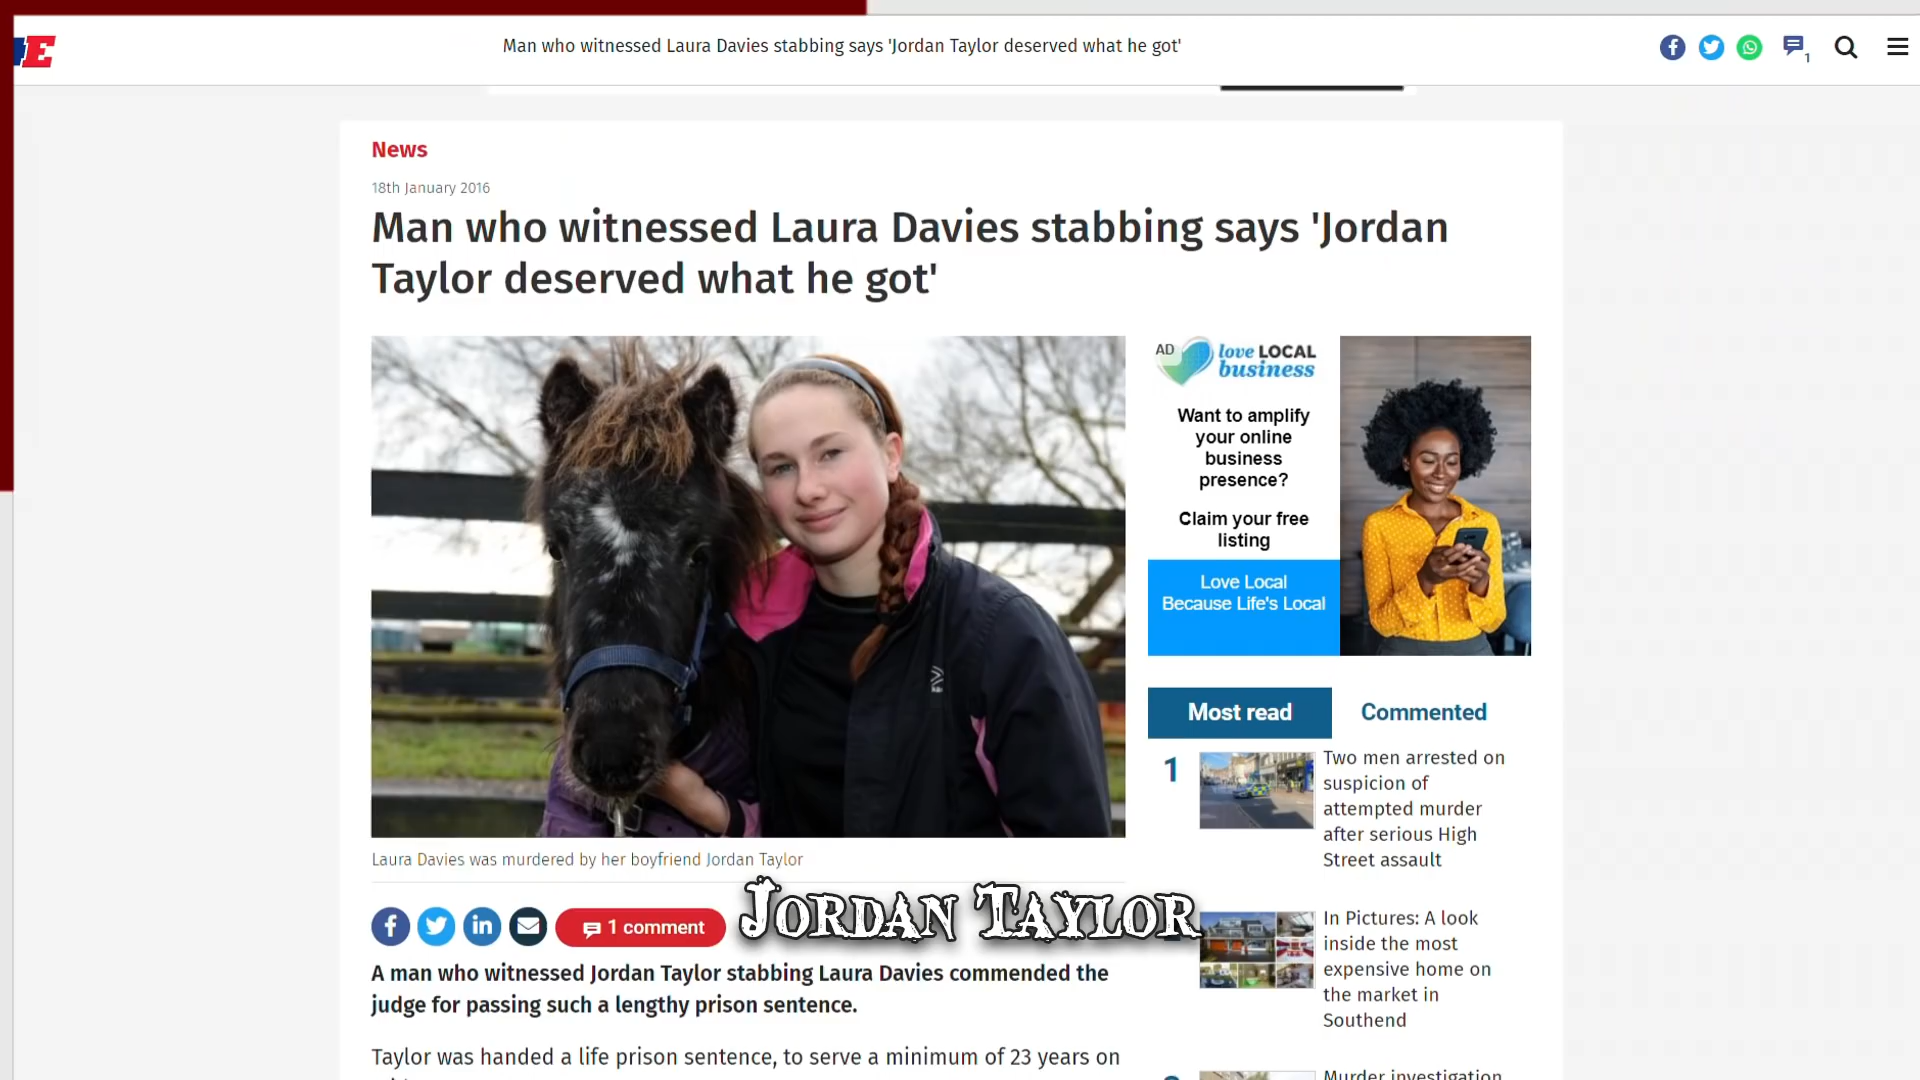 E
Man who witnessed Laura Davies stabbing says 'Jordan Taylor deserved what he got'
1
News
18th January 2016
Man who witnessed Laura Davies stabbing says 'Jordan
Taylor deserved what he got'
AD
love LOCAL
business
Want to amplify
your online
business
presence?
Claim your free
listing
Love Local
Because Life's Local
Laura Davies was murdered by her boyfriend Jordan Taylor
1 comment
Jordan Taylor
A man who witnessed Jordan Taylor stabbing Laura Davies commended the
judge for passing such a lengthy prison sentence.
Taylor was handed a life prison sentence, to serve a minimum of 23 years on
Most read
Commented
1
Two men arrested on
suspicion of
attempted murder
after serious High
Street assault
In Pictures: A look
inside the most
expensive home on
the market in
Southend
Murder investigation